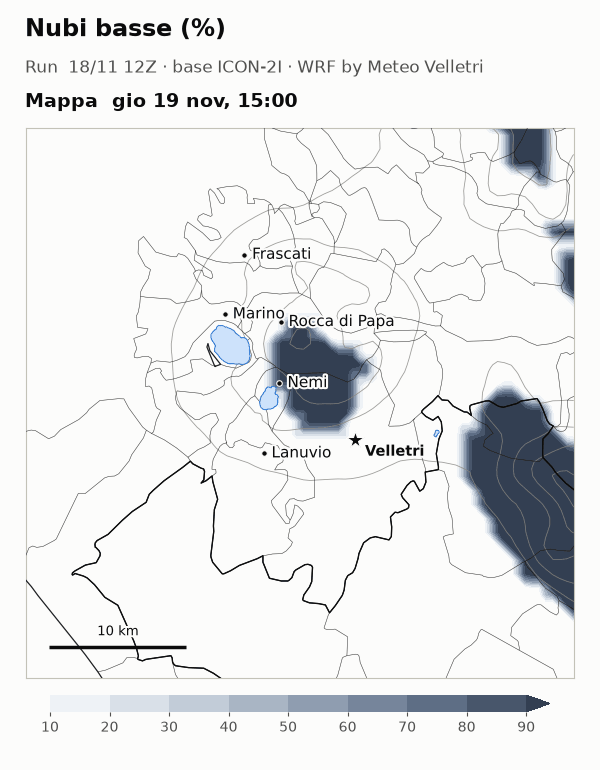 Nubi basse (%)
Run  18/11 12Z · base ICON-2I · WRF by Meteo Velletri
Mappa  gio 19 nov, 15:00
Frascati
Marino
Rocca di Papa
Nemi
Velletri
Lanuvio
10 km
10 20 30 40 50 60 70 80 90